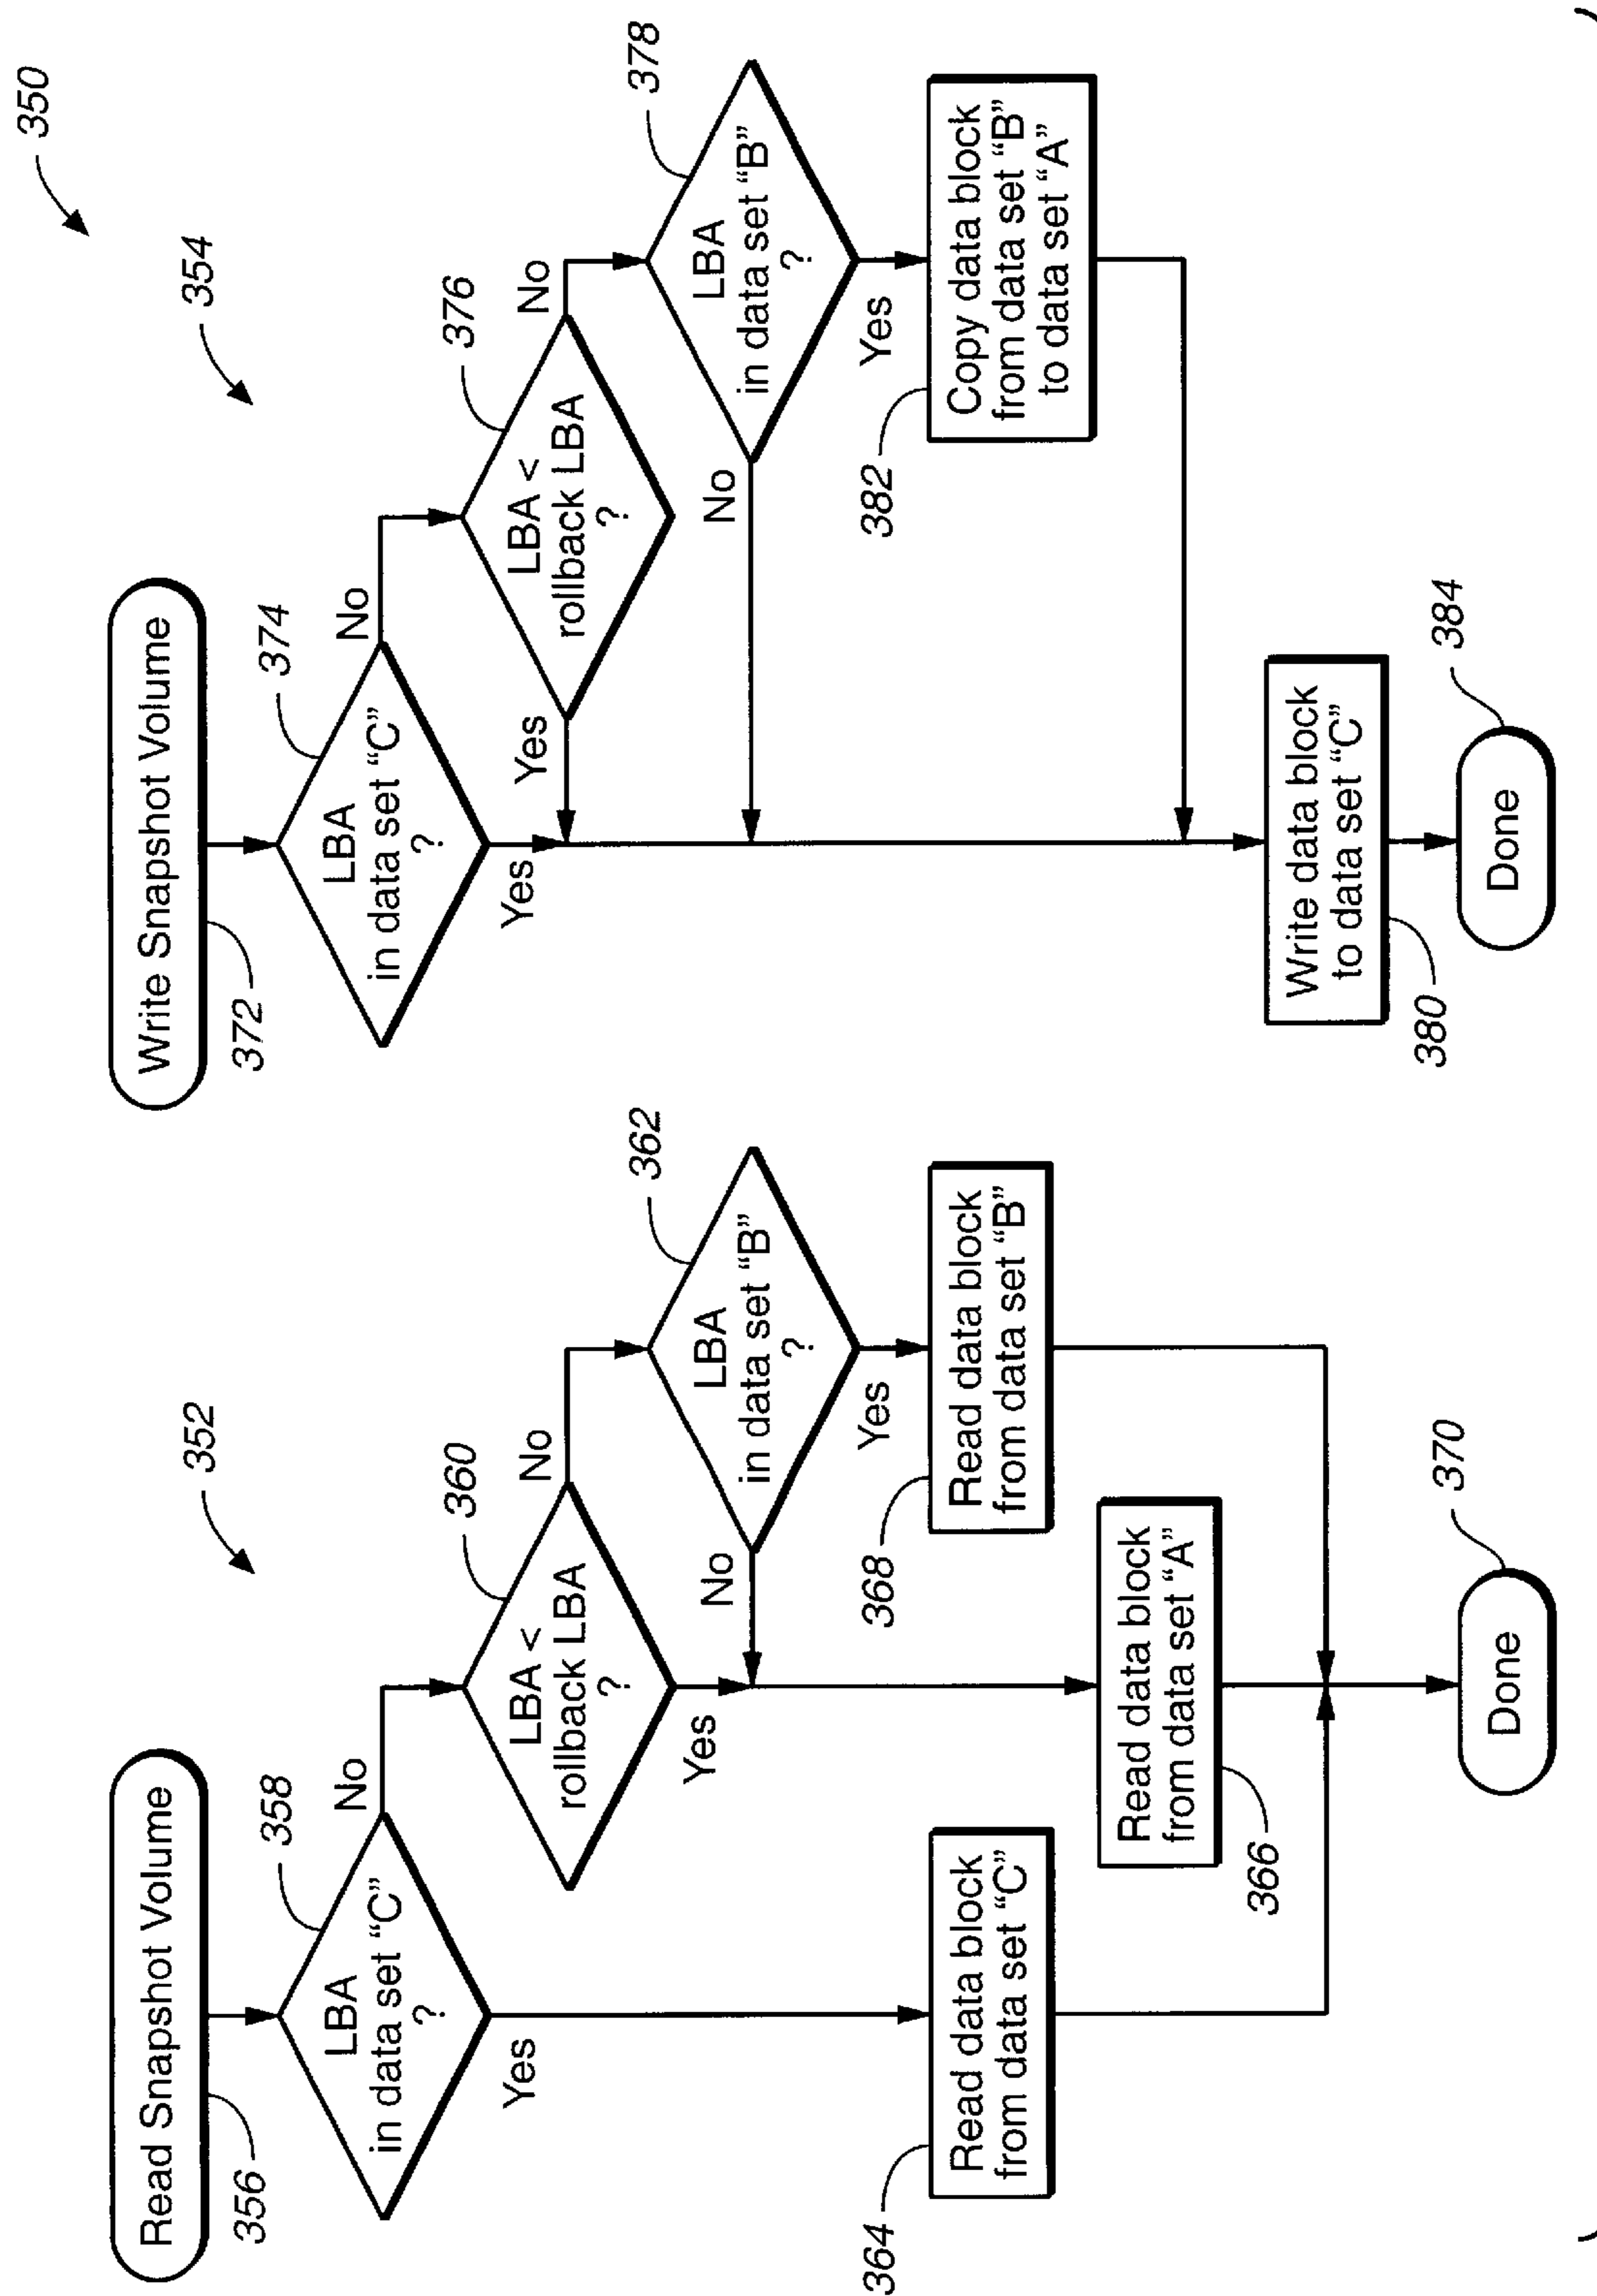 350
352
354
Read Snapshot Volume
356
LBA
in data set “C”
?
358
No
Yes
LBA <
rollback LBA
?
360
No
Yes
LBA
in data set “B”
?
362
No
Yes
Read data block
from data set “C”
364
Read data block
from data set “B”
368
Read data block
from data set “A”
366
Done
370
Write Snapshot Volume
372
LBA
in data set “C”
?
374
No
Yes
LBA <
rollback LBA
?
376
No
Yes
LBA
in data set “B”
?
378
No
Yes
Copy data block
from data set “B”
to data set “A”
382
Write data block
to data set “C”
380
Done
384